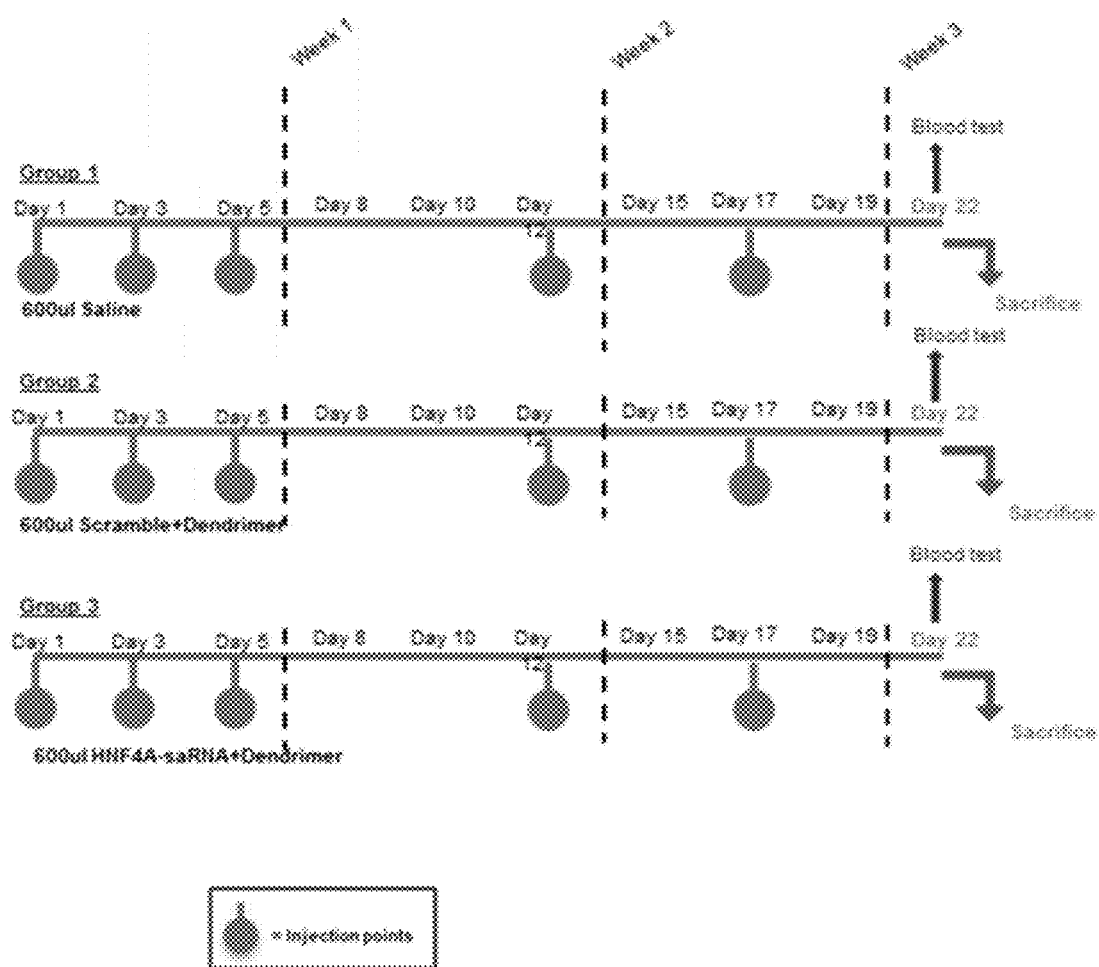 Week 1
Week 2
Week 3
Blood test
Group 1
Day 1 Day 3 Day 5 Day 8 Day 10 Day 12 Day 15 Day 17 Day 19 Day 22
600ul Saline
Sacrifice
Blood test
Group 2
Day 1 Day 3 Day 5 Day 8 Day 10 Day 12 Day 15 Day 17 Day 19 Day 22
600ul Scramble+Dendrimer
Sacrifice
Blood test
Group 3
Day 1 Day 3 Day 5 Day 8 Day 10 Day 12 Day 15 Day 17 Day 19 Day 22
Sacrifice
600ul HNF4A-saRNA+Dendrimer
= Injection points